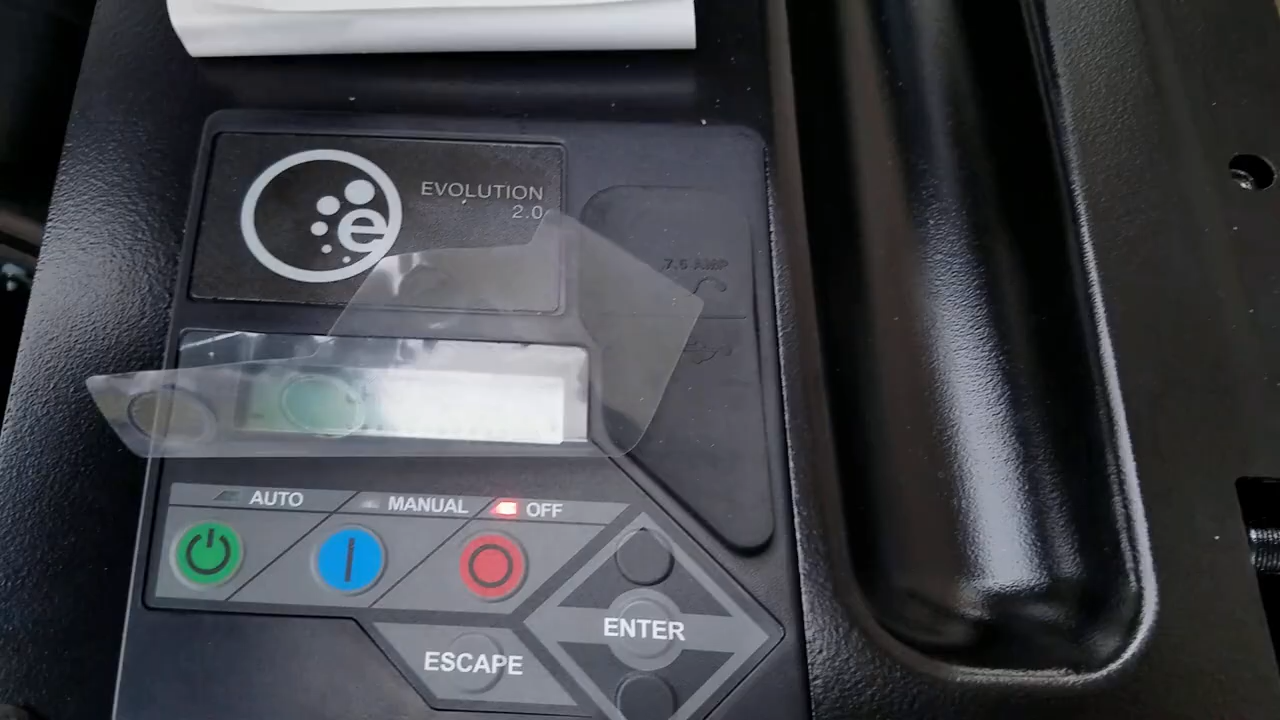 e
EVOLUTION
2.0
7.5 AMP
AUTO
MANUAL
OFF
ENTER
ESCAPE